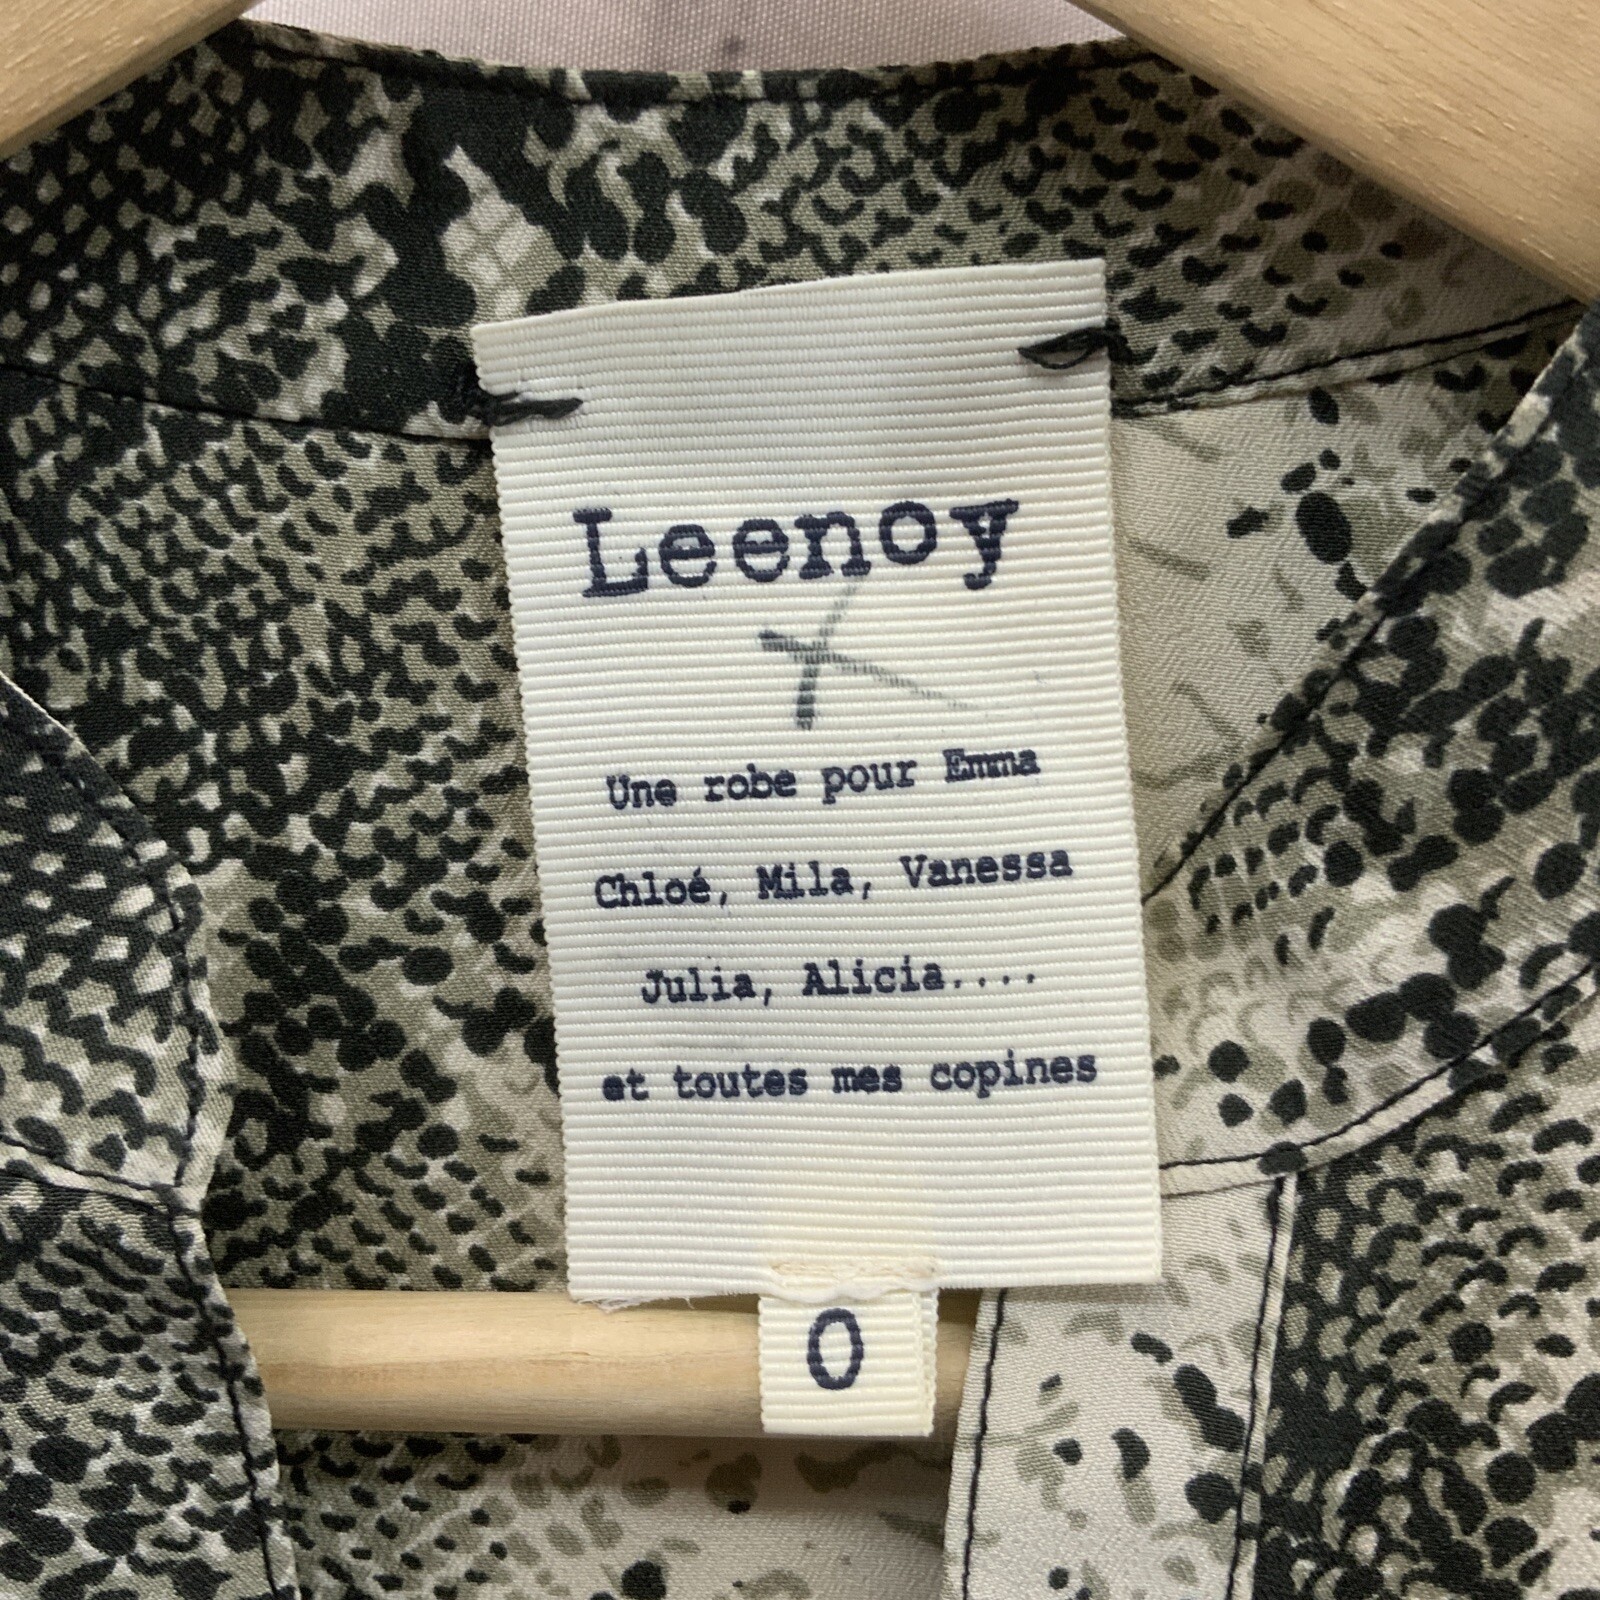 Leenoy
Une robe pour Emma
Chloé, Mila, Vanessa
Julia, Alicia....
et toutes mes copines
0